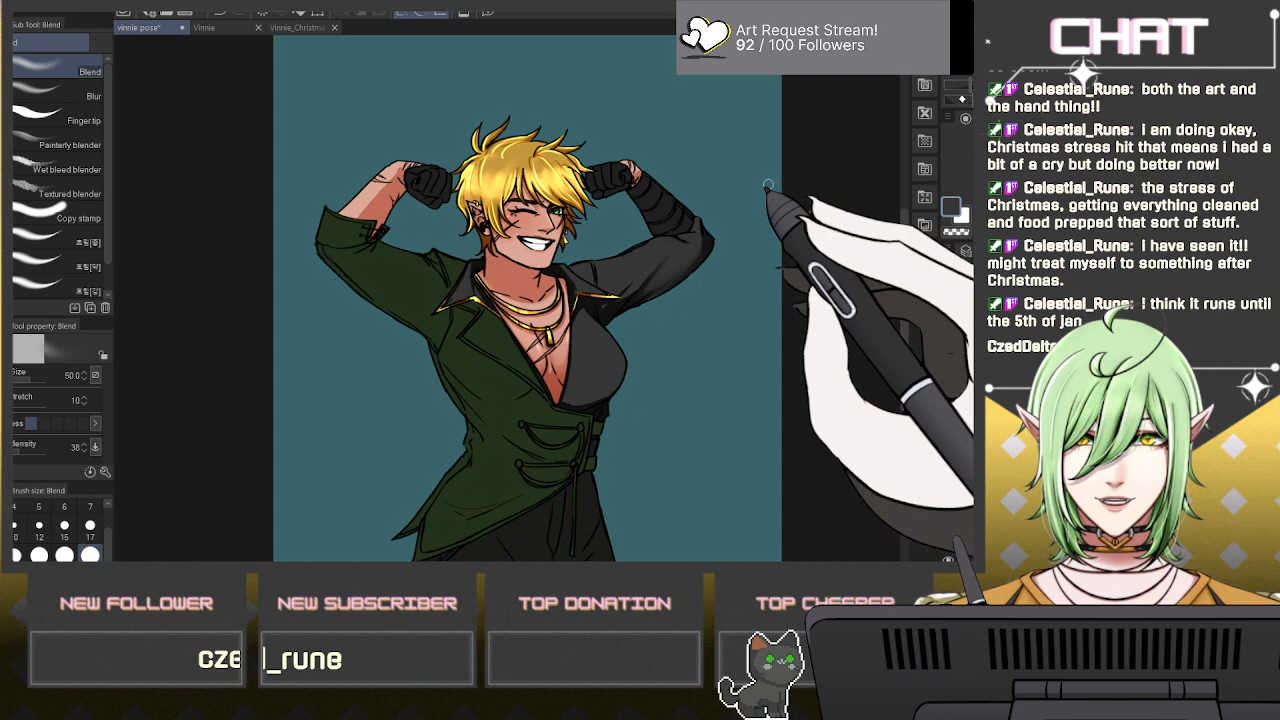 Sub Tool Blend
vinnie pose*
Vinnie
Vinnie_Christma
Blend
Blur
Finger tip
Painterly blender
Wet bleed blender
Textured blender
Copy stamp
Tool property: Blend
Size
50.0
Stretch
10
density
38
Brush size: Blend
4 5 6 7
10 12 15 17
Art Request Stream!
92 / 100 Followers
CHAT
Celestial_Rune: both the art and
the hand thing!!
Celestial_Rune: i am doing okay,
Christmas stress hit that means i had a
bit of a cry but doing better now!
Celestial_Rune: the stress of
Christmas, getting everything cleaned
and food prepped that sort of stuff.
Celestial_Rune: i have seen it!!
might treat myself to something after
Christmas.
Celestial_Rune: i think it runs until
the 5th of jan
CzedDelta
NEW FOLLOWER
NEW SUBSCRIBER
TOP DONATION
TOP CHEERER
cze
l_rune